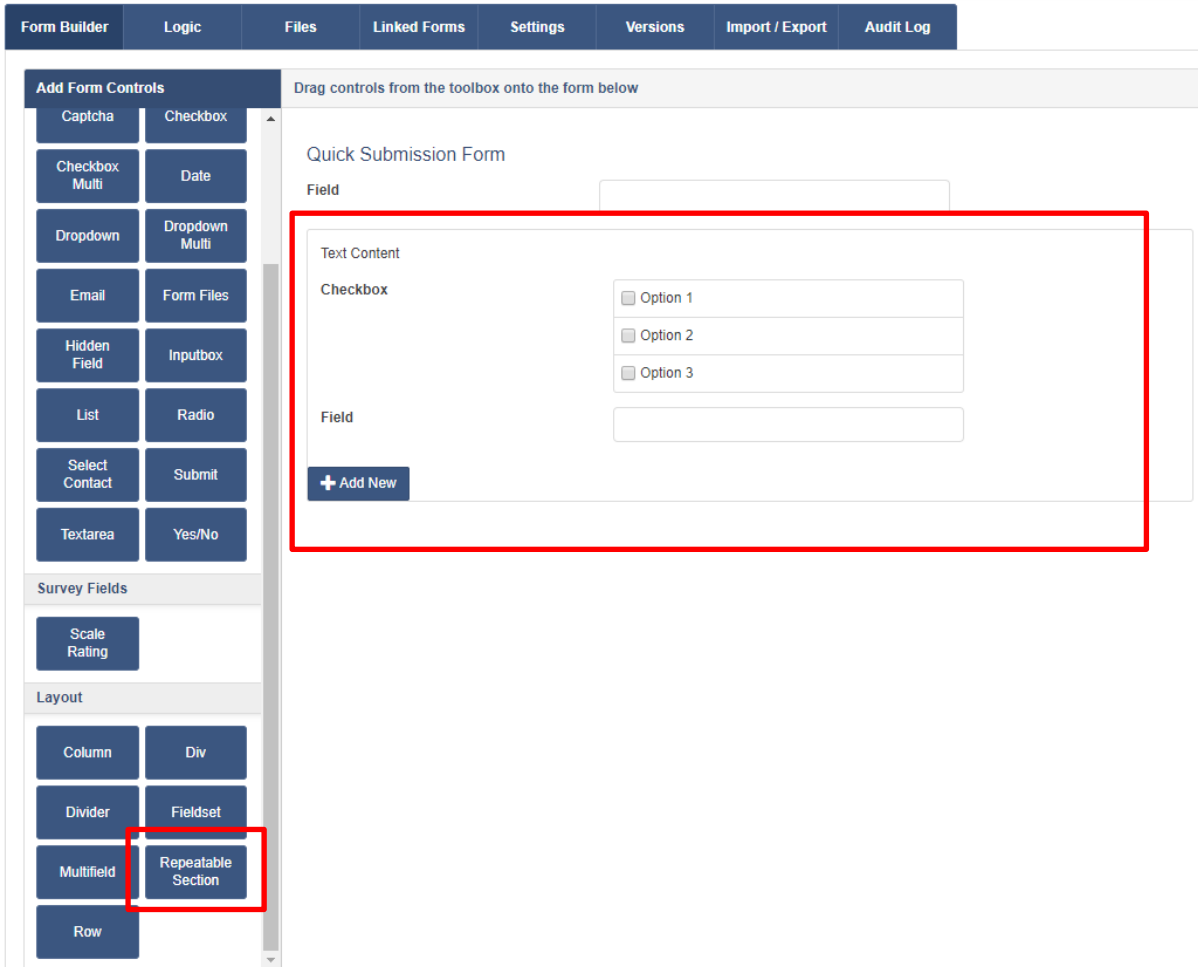 Form Builder
Logic
Files
Linked Forms
Settings
Versions
Import / Export
Audit Log
Add Form Controls
Drag controls from the toolbox onto the form below
Captcha
Checkbox
Checkbox
Multi
Date
Dropdown
Dropdown
Multi
Email
Form Files
Hidden
Field
Inputbox
List
Radio
Select
Contact
Submit
Textarea
Yes/No
Survey Fields
Scale
Rating
Layout
Column
Div
Divider
Fieldset
Multifield
Repeatable
Section
Row
Quick Submission Form
Field
Text Content
Checkbox
Option 1
Option 2
Option 3
Field
Add New